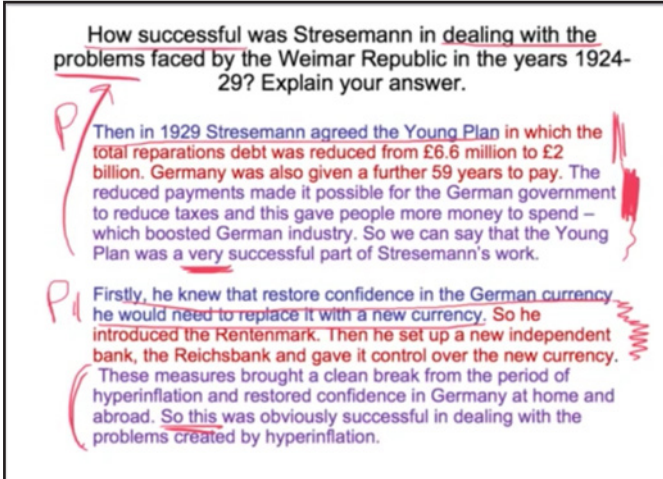 How successful was Stresemann in dealing with the
problems faced by the Weimar Republic in the years 1924-
29? Explain your answer.
P
Then in 1929 Stresemann agreed the Young Plan in which the
total reparations debt was reduced from £6.6 million to £2
billion. Germany was also given a further 59 years to pay. The
reduced payments made it possible for the German government
to reduce taxes and this gave people more money to spend –
which boosted German industry. So we can say that the Young
Plan was a very successful part of Stresemann's work.
P
Firstly, he knew that restore confidence in the German currency
he would need to replace it with a new currency. So he
introduced the Rentenmark. Then he set up a new independent
bank, the Reichsbank and gave it control over the new currency.
These measures brought a clean break from the period of
hyperinflation and restored confidence in Germany at home and
abroad. So this was obviously successful in dealing with the
problems created by hyperinflation.